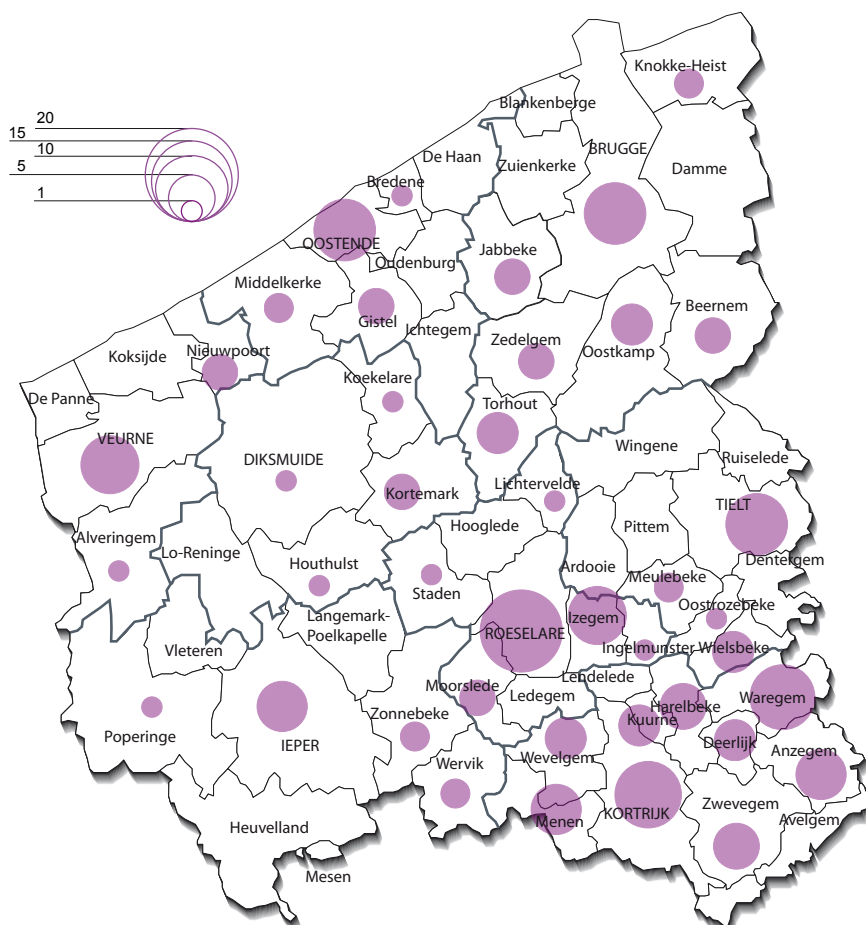 20
15
10
5
1
Knokke-Heist
Blankenberge
BRUGGE
De Haan
Zuienkerke
Damme
Bredene
OOSTENDE
Oudenburg
Jabbeke
Middelkerke
Gistel
Ichtegem
Beernem
Zedelgem
Oostkamp
Koksijde
Nieuwpoort
Koekelare
De Panne
Torhout
VEURNE
DIKSMUIDE
Wingene
Ruiselede
Lichtervelde
Kortemark
TIELT
Hooglede
Pittem
Alveringem
Lo-Reninge
Houthulst
Ardooie
Dentergem
Staden
Meulebeke
Oostrozebeke
Langemark-
Poelkapelle
Izegem
ROESELARE
Vleteren
Ingelmunster
Wielsbeke
Lendelede
Moorslede
Ledegem
Waregem
Harelbeke
Zonnebeke
Kuurne
Poperinge
IEPER
Deerlijk
Anzegem
Wevelgem
Wervik
Menen
KORTRIJK
Zwevegem
Avelgem
Heuvelland
Mesen